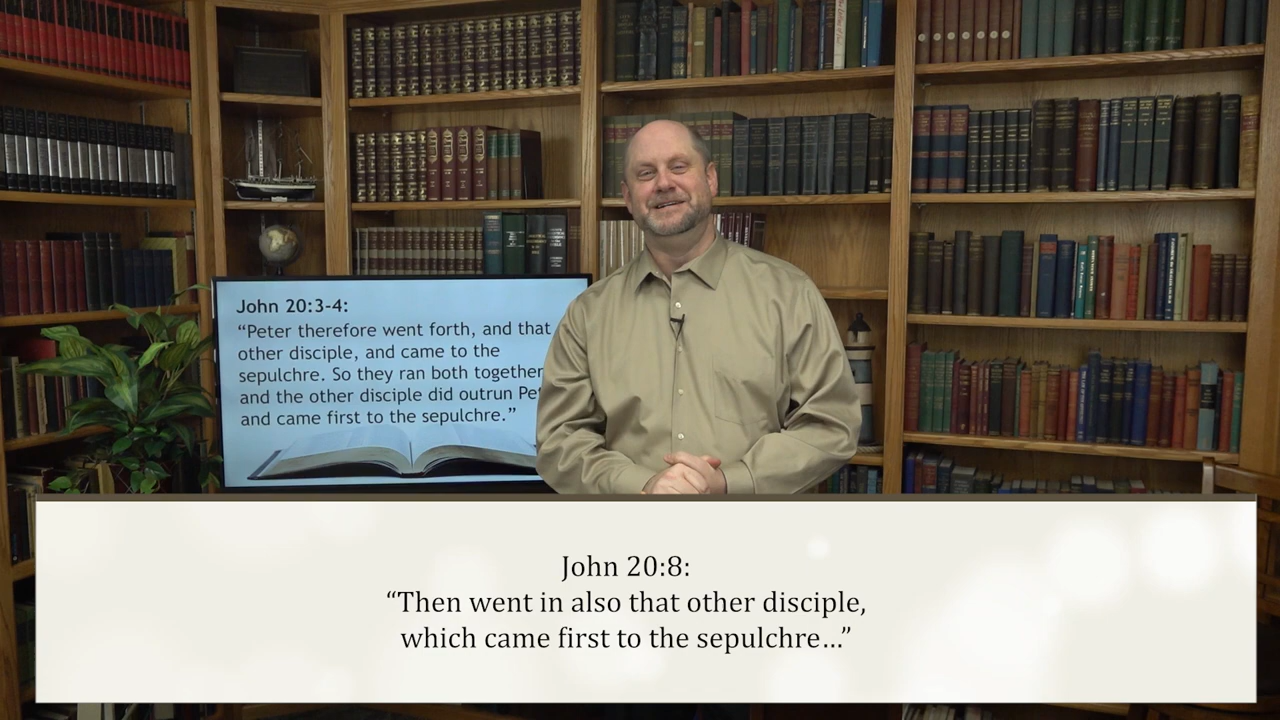 John 20:3-4:
“Peter therefore went forth, and that
other disciple, and came to the
sepulchre. So they ran both together
and the other disciple did outrun Pet
and came first to the sepulchre.”
John 20:8:
“Then went in also that other disciple,
which came first to the sepulchre…”